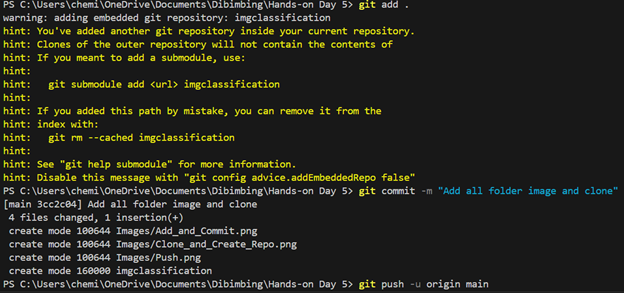 PS C:\Users\chemi\OneDrive\Documents\Dibimbing\Hands-on Day 5> git add .
warning: adding embedded git repository: imgclassification
hint: You've added another git repository inside your current repository.
hint: Clones of the outer repository will not contain the contents of
hint: If you meant to add a submodule, use:
hint:
hint:   git submodule add <url> imgclassification
hint:
hint: If you added this path by mistake, you can remove it from the
hint: index with:
hint:   git rm --cached imgclassification
hint:
hint: See "git help submodule" for more information.
hint: Disable this message with "git config advice.addEmbeddedRepo false"
PS C:\Users\chemi\OneDrive\Documents\Dibimbing\Hands-on Day 5> git commit -m "Add all folder image and clone"
[main 3cc2c04] Add all folder image and clone
 4 files changed, 1 insertion(+)
 create mode 100644 Images/Add_and_Commit.png
 create mode 100644 Images/Clone_and_Create_Repo.png
 create mode 100644 Images/Push.png
 create mode 160000 imgclassification
PS C:\Users\chemi\OneDrive\Documents\Dibimbing\Hands-on Day 5> git push -u origin main